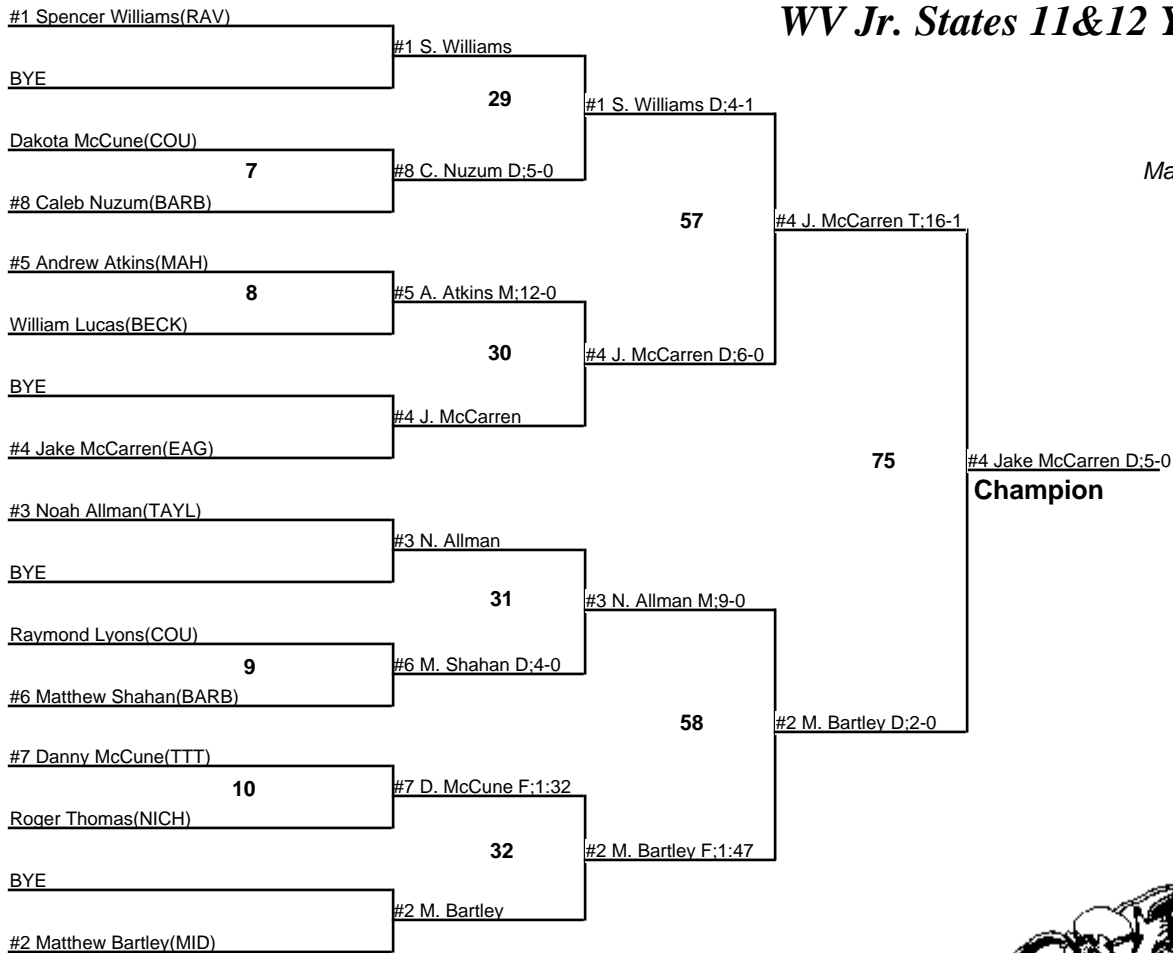 WV Jr. States 11&12 Y
Ma
#1 Spencer Williams(RAV)
BYE
Dakota McCune(COU)
7
#8 Caleb Nuzum(BARB)
#5 Andrew Atkins(MAH)
8
William Lucas(BECK)
BYE
#4 Jake McCarren(EAG)
#3 Noah Allman(TAYL)
BYE
Raymond Lyons(COU)
9
#6 Matthew Shahan(BARB)
#7 Danny McCune(TTT)
10
Roger Thomas(NICH)
BYE
#2 Matthew Bartley(MID)
#1 S. Williams
29
#8 C. Nuzum D;5-0
#5 A. Atkins M;12-0
30
#4 J. McCarren
#3 N. Allman
31
#6 M. Shahan D;4-0
#7 D. McCune F;1:32
32
#2 M. Bartley
#1 S. Williams D;4-1
57
#4 J. McCarren D;6-0
#3 N. Allman M;9-0
58
#2 M. Bartley F;1:47
#4 J. McCarren T;16-1
75
#2 M. Bartley D;2-0
#4 Jake McCarren D;5-0
Champion